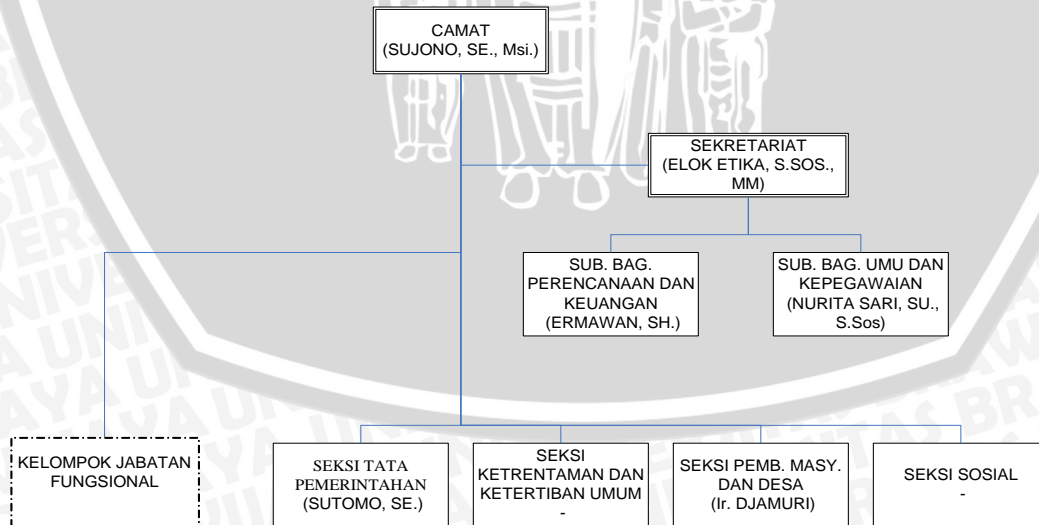 CAMAT
(SUJONO, SE., Msi.)
SEKRETARIAT
(ELOK ETIKA, S.SOS.,
MM)
SUB. BAG.
PERENCANAAN DAN
KEUANGAN
(ERMAWAN, SH.)
SUB. BAG. UMU DAN
KEPEGAWAIAN
(NURITA SARI, SU.,
S.Sos)
KELOMPOK JABATAN
FUNGSIONAL
SEKSI TATA
PEMERINTAHAN
(SUTOMO, SE.)
SEKSI
KETRENTAMAN DAN
KETERTIBAN UMUM
-
SEKSI PEMB. MASY.
DAN DESA
(Ir. DJAMURI)
SEKSI SOSIAL
-